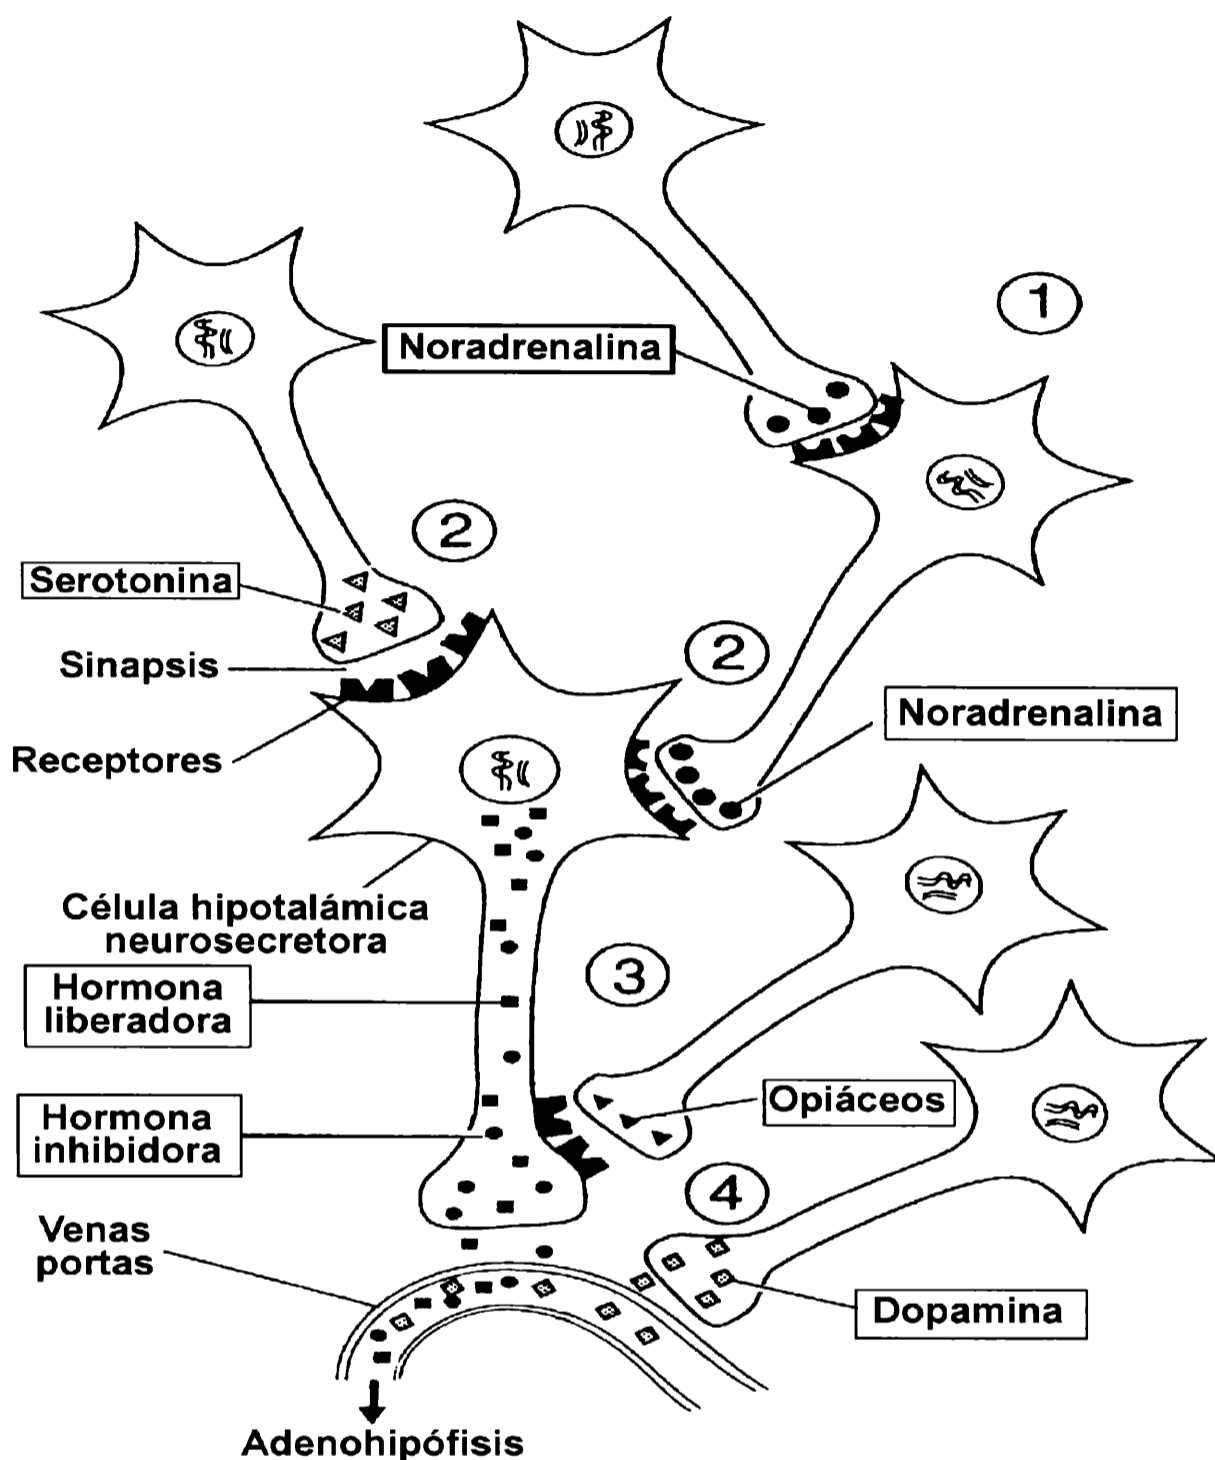 1
Noradrenalina
2
Serotonina
Sinapsis
2
Noradrenalina
Receptores
Célula hipotalámica
neurosecretora
3
Hormona
liberadora
Opiáceos
Hormona
inhibidora
4
Venas
portas
Dopamina
Adenohipófisis